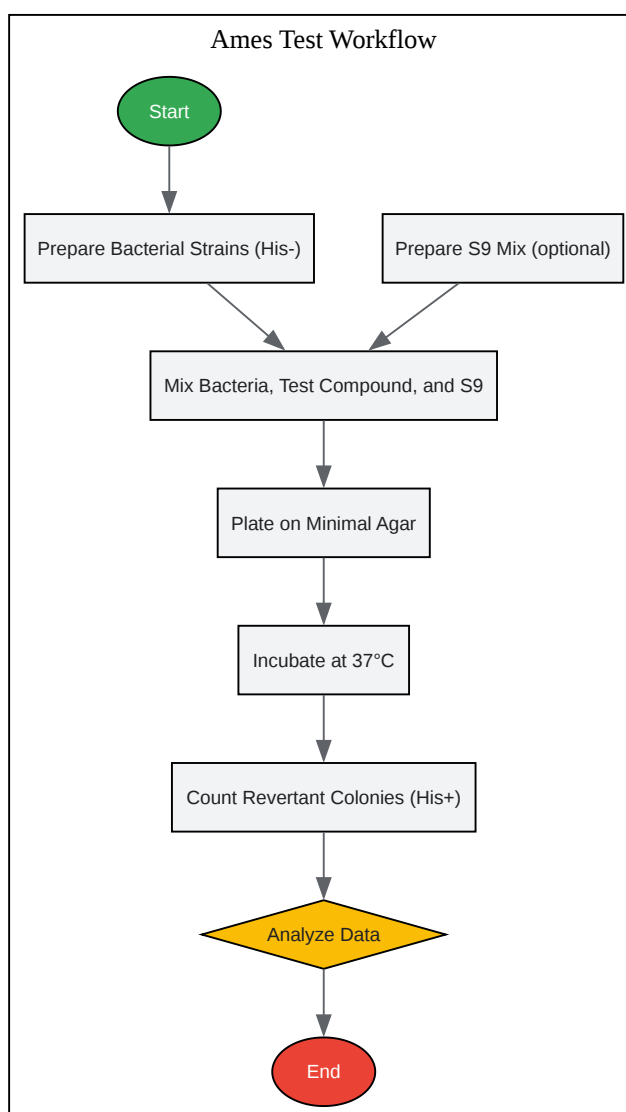 Ames Test Workflow
Start
Prepare Bacterial Strains (His-)
Prepare S9 Mix (optional)
Mix Bacteria, Test Compound, and S9
Plate on Minimal Agar
Incubate at 37°C
Count Revertant Colonies (His+)
Analyze Data
End